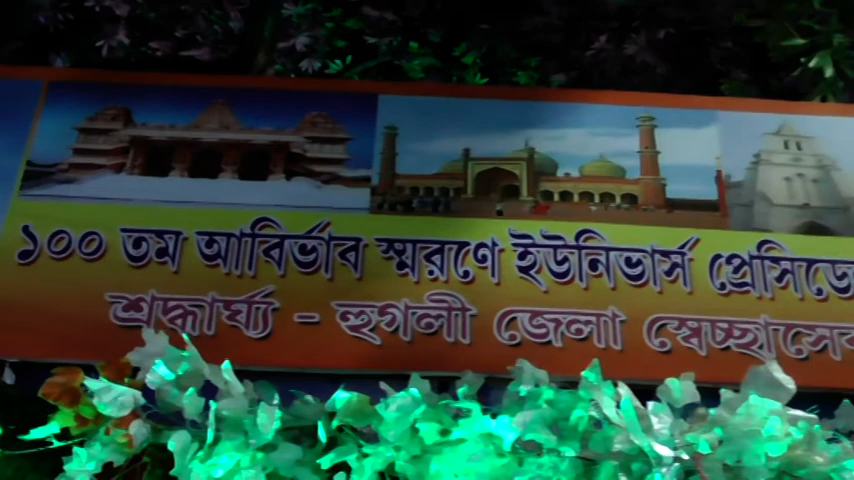 ১০০ তম আবির্ভাব স্মরণে ইউনিভার্স
শ্রদ্ধার্ঘ্য - হুগলী জেলা